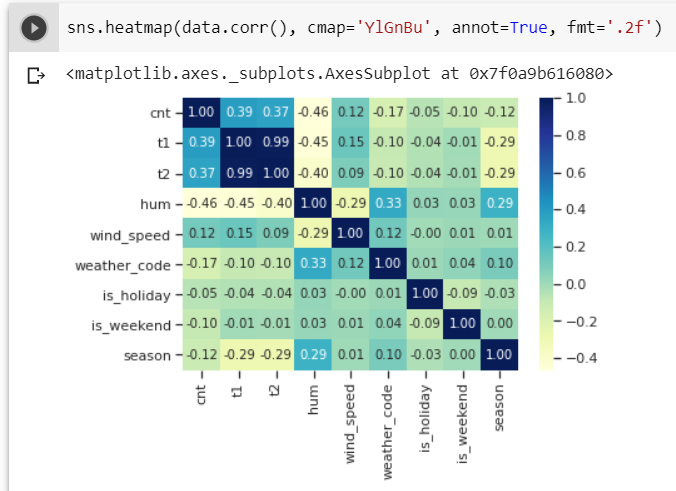 sns.heatmap(data.corr(), cmap='YlGnBu', annot=True, fmt='.2f')
<matplotlib.axes._subplots.AxesSubplot at 0x7f0a9b616080>
cnt 1.00 0.39 0.37 -0.46 0.12 -0.17 -0.05 -0.10 -0.12
t1 0.39 1.00 0.99 -0.45 0.15 -0.10 -0.04 -0.01 -0.29
t2 0.37 0.99 1.00 -0.40 0.09 -0.10 -0.04 -0.01 -0.29
hum -0.46 -0.45 -0.40 1.00 -0.29 0.33 0.03 0.03 0.29
wind_speed 0.12 0.15 0.09 -0.29 1.00 0.12 -0.00 0.01 0.01
weather_code -0.17 -0.10 -0.10 0.33 0.12 1.00 0.01 0.04 0.10
is_holiday -0.05 -0.04 -0.04 0.03 -0.00 0.01 1.00 -0.09 -0.03
is_weekend -0.10 -0.01 -0.01 0.03 0.01 0.04 -0.09 1.00 0.00
season -0.12 -0.29 -0.29 0.29 0.01 0.10 -0.03 0.00 1.00
cnt t1 t2 hum wind_speed weather_code is_holiday is_weekend season
1.0
0.8
0.6
0.4
0.2
0.0
−0.2
−0.4